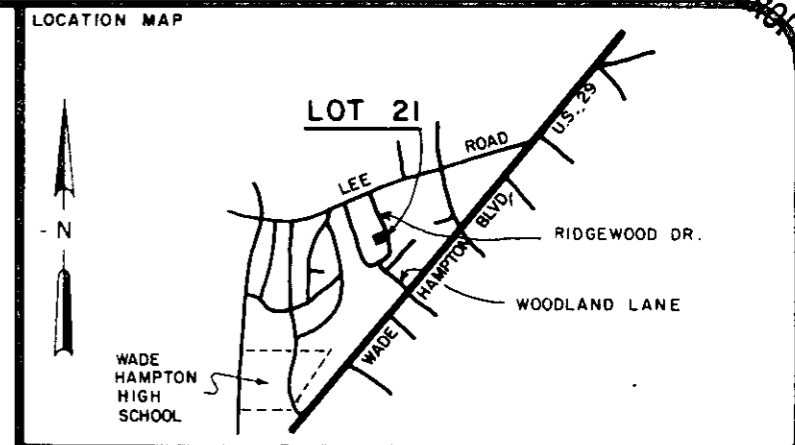 LOCATION MAP
LOT 21
U.S. 29
ROAD
LEE
N
BLVD.
RIDGEWOOD DR.
HAMPTON
WOODLAND LANE
WADE
WADE
HAMPTON
HIGH
SCHOOL